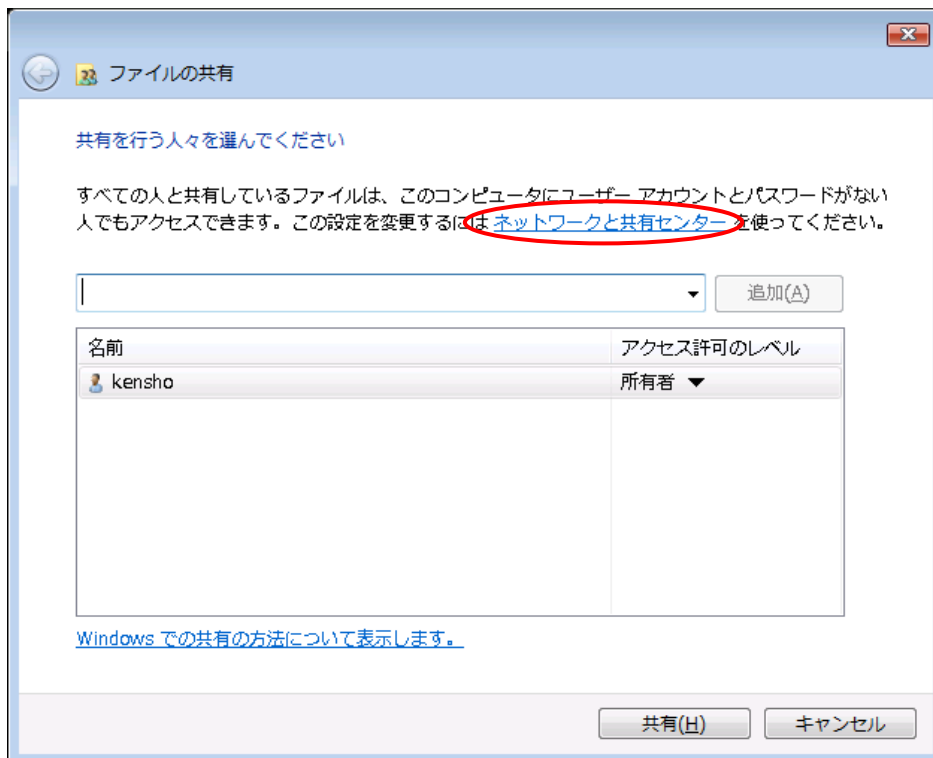 ファイルの共有
共有を行う人々を選んでください
すべての人と共有しているファイルは、このコンピュータにユーザー アカウントとパスワードがない
人でもアクセスできます。この設定を変更するには ネットワークと共有センター を使ってください。
追加(A)
名前 アクセス許可のレベル
kensho 所有者
Windows での共有の方法について表示します。
共有(H) キャンセル